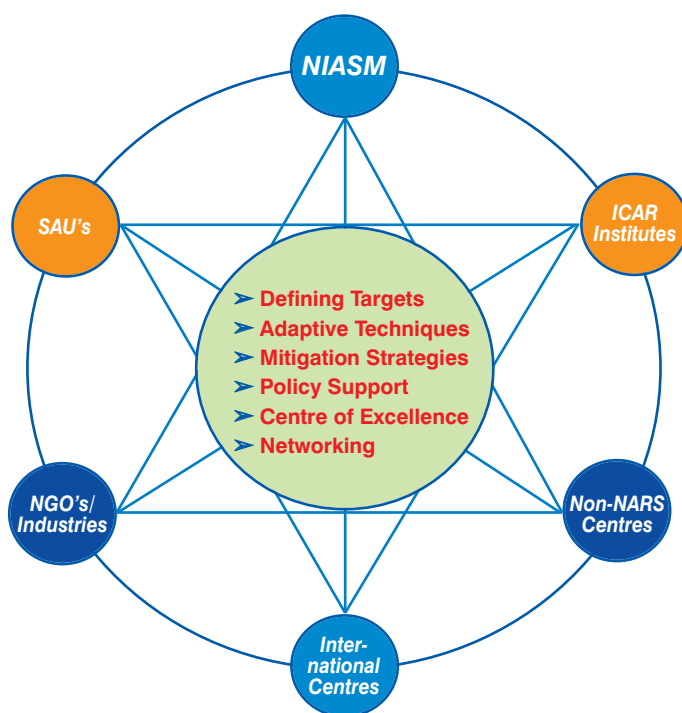 NIASM
SAU's
ICAR
Institutes
➢ Defining Targets
➢ Adaptive Techniques
➢ Mitigation Strategies
➢ Policy Support
➢ Centre of Excellence
➢ Networking
NGO's/
Industries
Non-NARS
Centres
Inter-
national
Centres